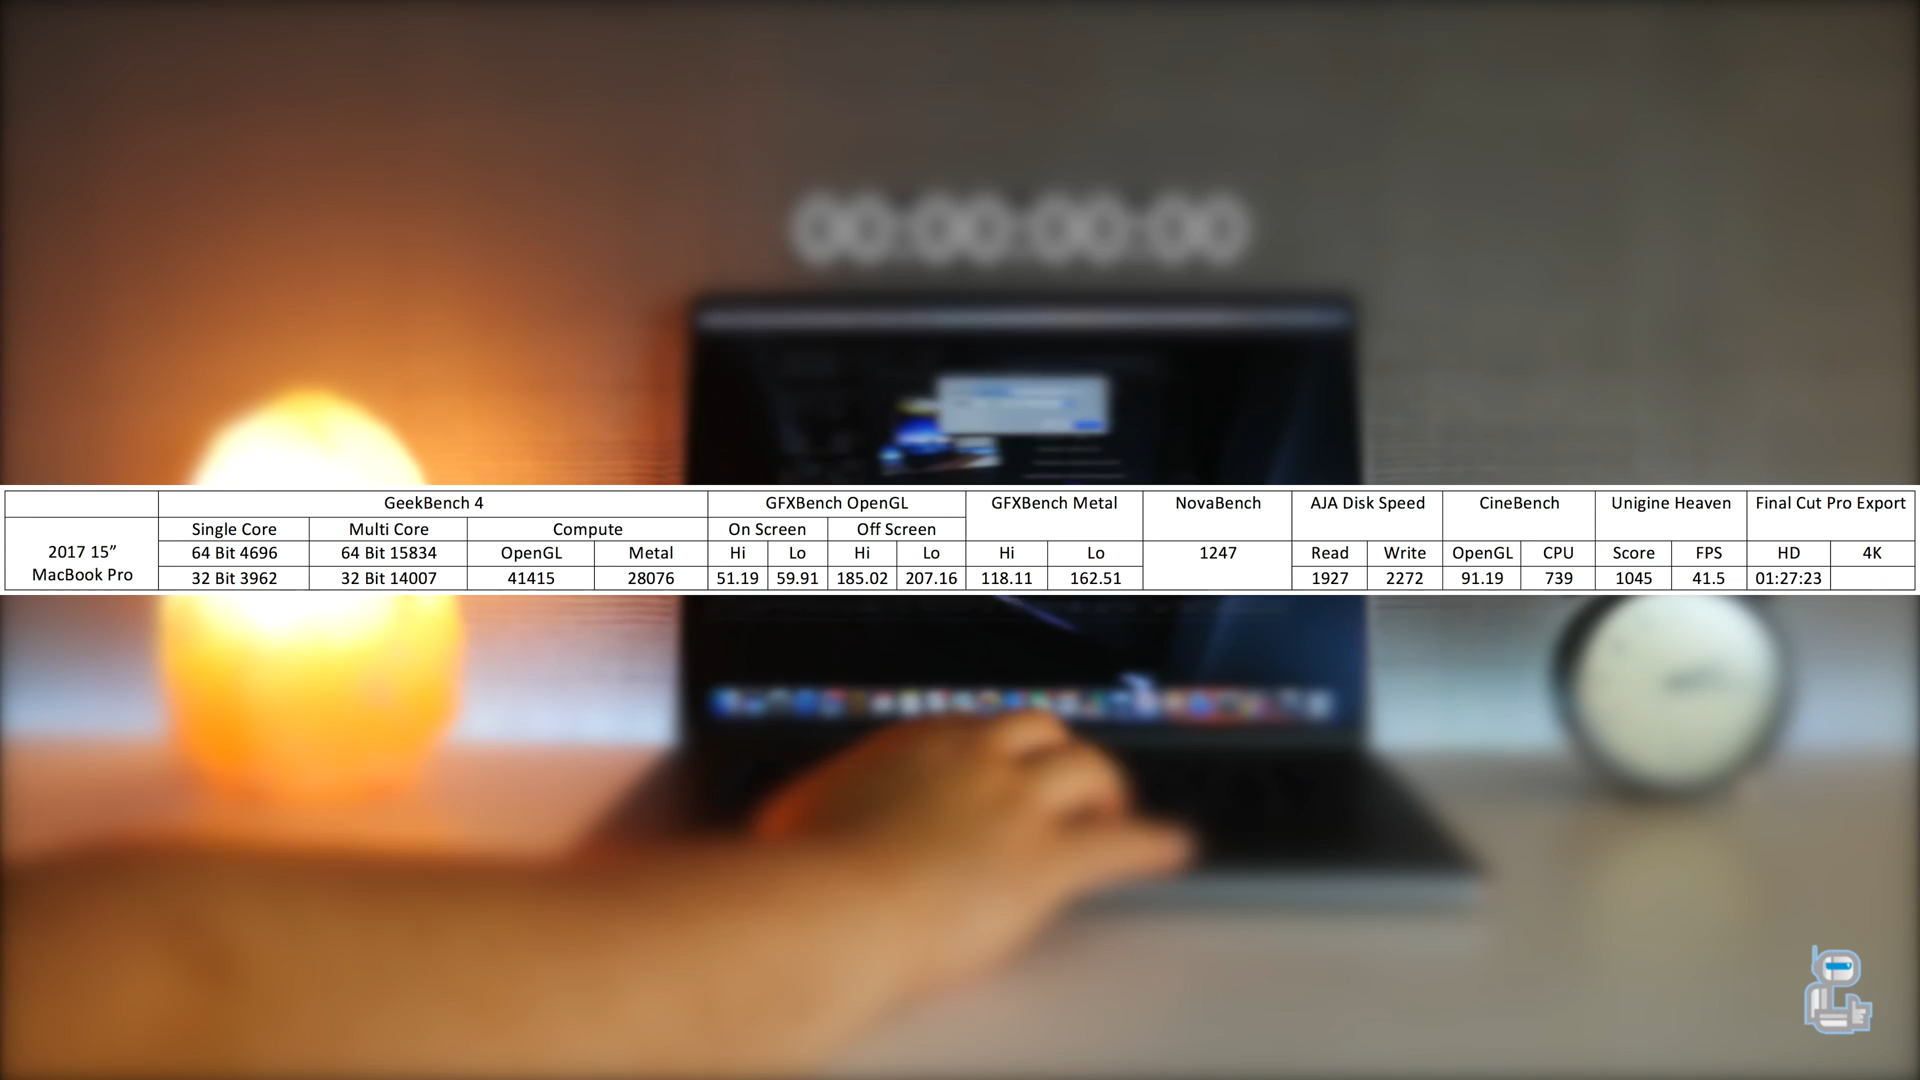 00:00:00:00
GeekBench 4 GFXBench OpenGL GFXBench Metal NovaBench AJA Disk Speed CineBench Unigine Heaven Final Cut Pro Export
Single Core Multi Core Compute On Screen Off Screen
2017 15” MacBook Pro
64 Bit 4696 64 Bit 15834 OpenGL Metal Hi Lo Hi Lo Hi Lo 1247 Read Write OpenGL CPU Score FPS HD 4K
32 Bit 3962 32 Bit 14007 41415 28076 51.19 59.91 185.02 207.16 118.11 162.51 1927 2272 91.19 739 1045 41.5 01:27:23